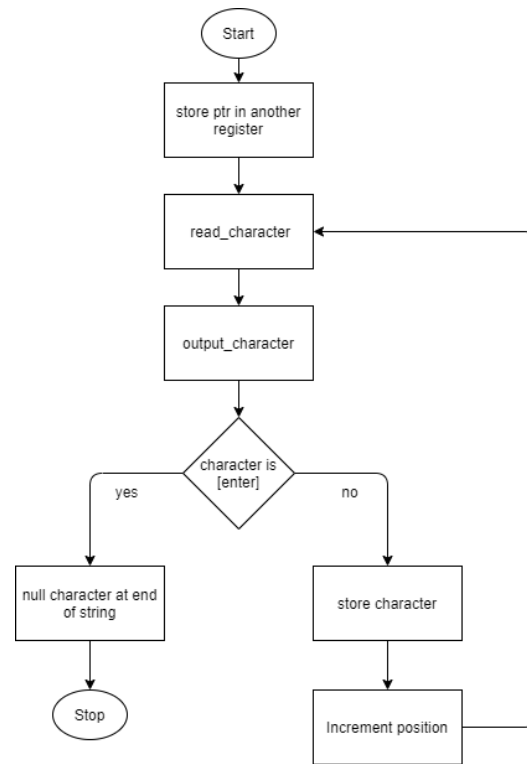 Start
store ptr in another
register
read_character
output_character
character is
[enter]
yes
no
null character at end
of string
store character
Stop
Increment position